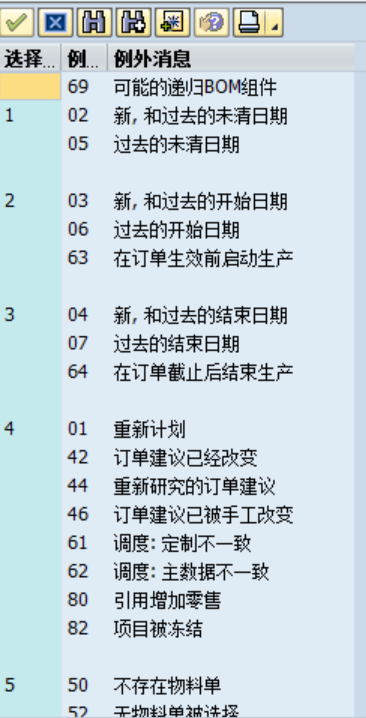 选择... 例... 例外消息
69 可能的递归BOM组件
1 02 新, 和过去的未清日期
05 过去的未清日期
2 03 新, 和过去的开始日期
06 过去的开始日期
63 在订单生效前启动生产
3 04 新, 和过去的结束日期
07 过去的结束日期
64 在订单截止后结束生产
4 01 重新计划
42 订单建议已经改变
44 重新研究的订单建议
46 订单建议已被手工改变
61 调度: 定制不一致
62 调度: 主数据不一致
80 引用增加零售
82 项目被冻结
5 50 不存在物料单
52 无物料单被选择